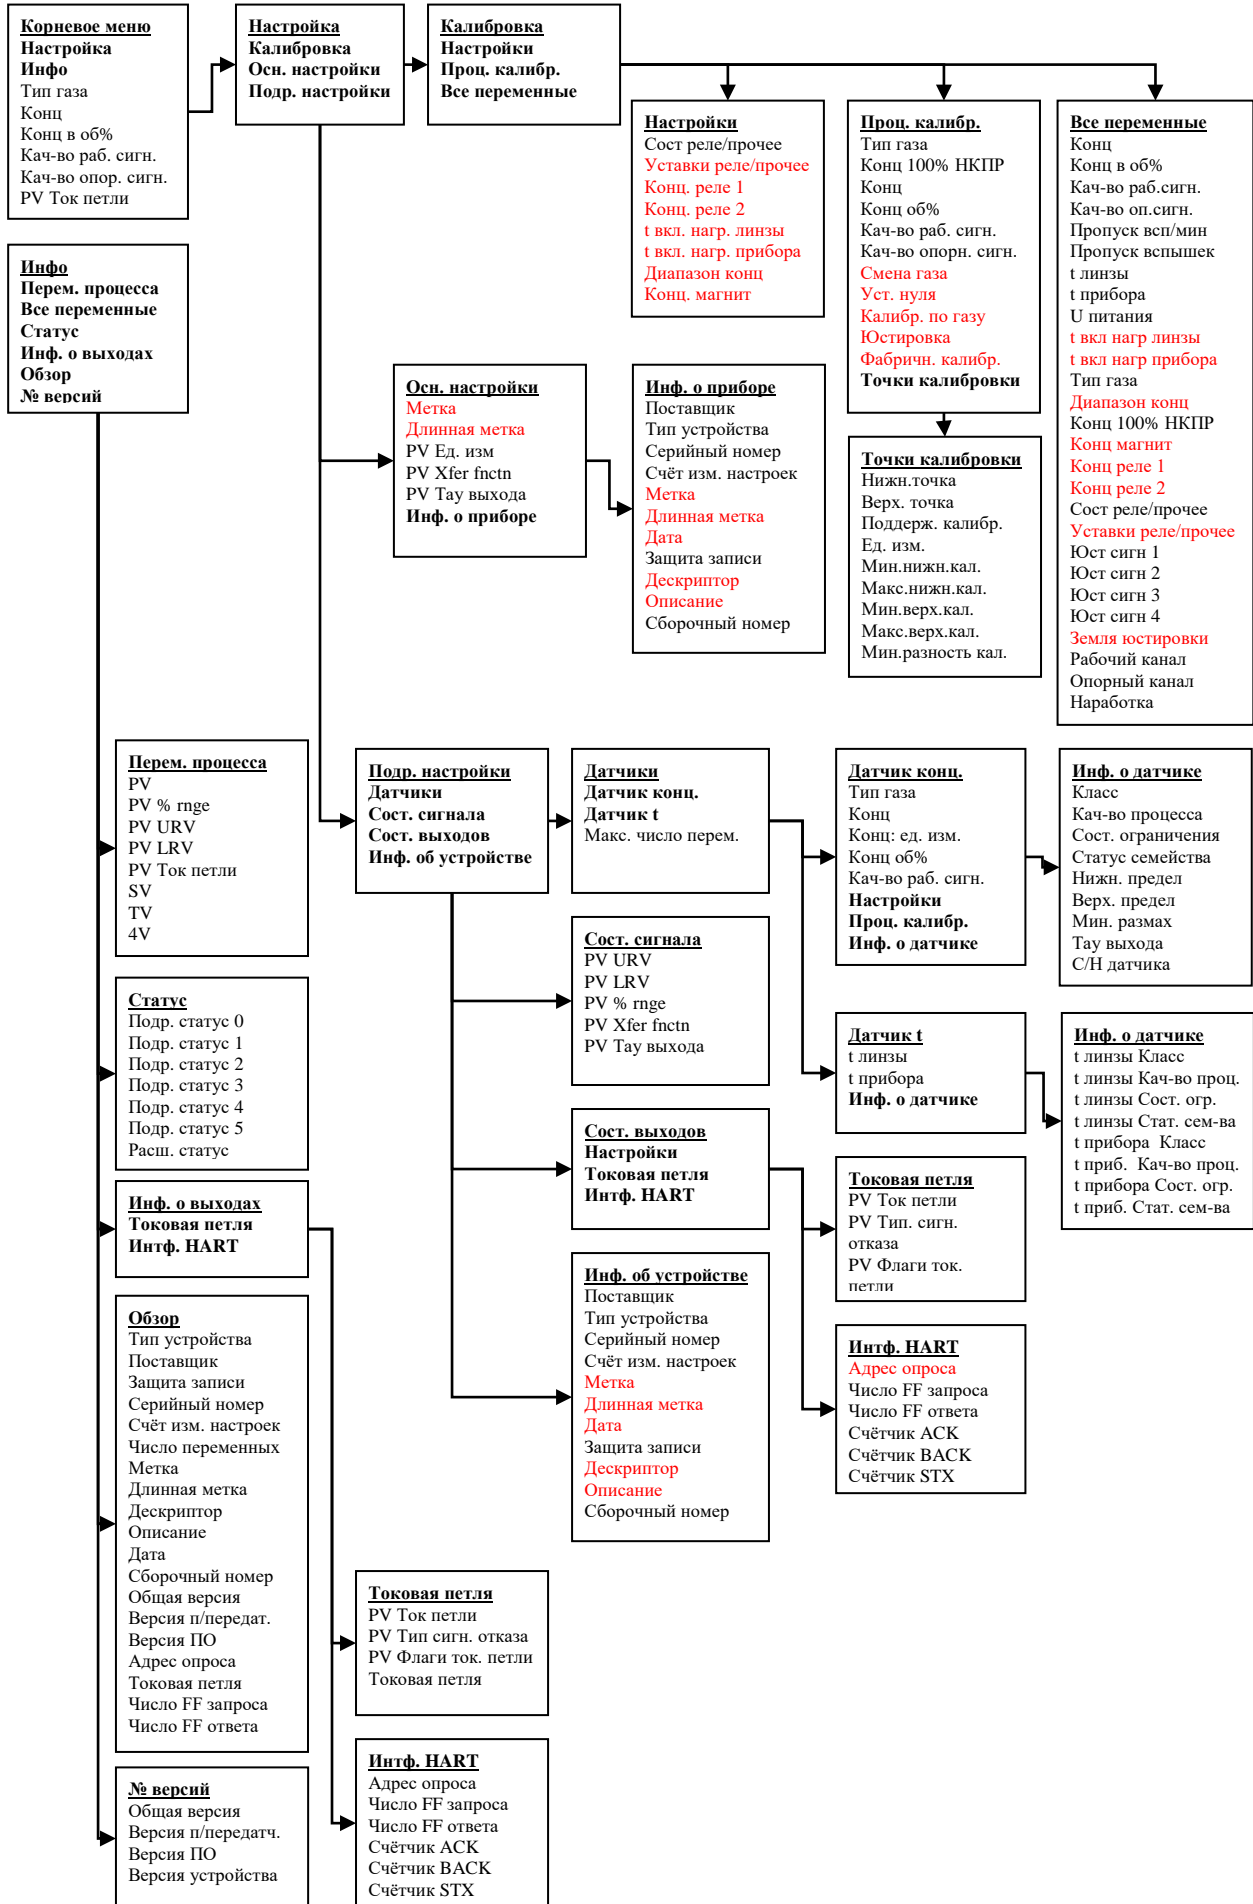 Корневое меню
Настройка
Инфо
Тип газа
Конц
Конц в об%
Кач-во раб. сигн.
Кач-во опор. сигн.
PV Ток петли
Настройка
Калибровка
Осн. настройки
Подр. настройки
Калибровка
Настройки
Проц. калибр.
Все переменные
Настройки
Сост реле/прочее
Уставки реле/прочее
Конц. реле 1
Конц. реле 2
t вкл. нагр. линзы
t вкл. нагр. прибора
Диапазон конц
Конц. магнит
Проц. калибр.
Тип газа
Конц 100% НКПР
Конц
Конц об%
Кач-во раб. сигн.
Кач-во опорн. сигн.
Смена газа
Уст. нуля
Калибр. по газу
Юстировка
Фабричн. калибр.
Точки калибровки
Все переменные
Конц
Конц в об%
Кач-во раб.сигн.
Кач-во оп.сигн.
Пропуск всп/мин
Пропуск вспышек
t линзы
t прибора
U питания
t вкл нагр линзы
t вкл нагр прибора
Тип газа
Диапазон конц
Конц 100% НКПР
Конц магнит
Конц реле 1
Конц реле 2
Сост реле/прочее
Уставки реле/прочее
Юст сигн 1
Юст сигн 2
Юст сигн 3
Юст сигн 4
Земля юстировки
Рабочий канал
Опорный канал
Наработка
Инфо
Перем. процесса
Все переменные
Статус
Инф. о выходах
Обзор
№ версий
Осн. настройки
Метка
Длинная метка
PV Ед. изм
PV Xfer fnctn
PV Тау выхода
Инф. о приборе
Инф. о приборе
Поставщик
Тип устройства
Серийный номер
Счёт изм. настроек
Метка
Длинная метка
Дата
Защита записи
Дескриптор
Описание
Сборочный номер
Точки калибровки
Нижн.точка
Верх. точка
Поддерж. калибр.
Ед. изм.
Мин.нижн.кал.
Макс.нижн.кал.
Мин.верх.кал.
Макс.верх.кал.
Мин.разность кал.
Перем. процесса
PV
PV % rnge
PV URV
PV LRV
PV Ток петли
SV
TV
4V
Подр. настройки
Датчики
Сост. сигнала
Сост. выходов
Инф. об устройстве
Датчики
Датчик конц.
Датчик t
Макс. число перем.
Датчик конц.
Тип газа
Конц
Конц: ед. изм.
Конц об%
Кач-во раб. сигн.
Настройки
Проц. калибр.
Инф. о датчике
Инф. о датчике
Класс
Кач-во процесса
Сост. ограничения
Статус семейства
Нижн. предел
Верх. предел
Мин. размах
Тау выхода
С/Н датчика
Сост. сигнала
PV URV
PV LRV
PV % rnge
PV Xfer fnctn
PV Тау выхода
Статус
Подр. статус 0
Подр. статус 1
Подр. статус 2
Подр. статус 3
Подр. статус 4
Подр. статус 5
Расш. статус
Датчик t
t линзы
t прибора
Инф. о датчике
Инф. о датчике
t линзы Класс
t линзы Кач-во проц.
t линзы Сост. огр.
t линзы Стат. сем-ва
t прибора Класс
t приб. Кач-во проц.
t прибора Сост. огр.
t приб. Стат. сем-ва
Сост. выходов
Настройки
Токовая петля
Интф. HART
Токовая петля
PV Ток петли
PV Тип. сигн.
отказа
PV Флаги ток.
петли
Инф. о выходах
Токовая петля
Интф. HART
Инф. об устройстве
Поставщик
Тип устройства
Серийный номер
Счёт изм. настроек
Метка
Длинная метка
Дата
Защита записи
Дескриптор
Описание
Сборочный номер
Интф. HART
Адрес опроса
Число FF запроса
Число FF ответа
Счётчик ACK
Счётчик BACK
Счётчик STX
Обзор
Тип устройства
Поставщик
Защита записи
Серийный номер
Счёт изм. настроек
Число переменных
Метка
Длинная метка
Дескриптор
Описание
Дата
Сборочный номер
Общая версия
Версия п/передат.
Версия ПО
Адрес опроса
Токовая петля
Число FF запроса
Число FF ответа
Токовая петля
PV Ток петли
PV Тип сигн. отказа
PV Флаги ток. петли
Токовая петля
№ версий
Общая версия
Версия п/передатч.
Версия ПО
Версия устройства
Интф. HART
Адрес опроса
Число FF запроса
Число FF ответа
Счётчик ACK
Счётчик BACK
Счётчик STX